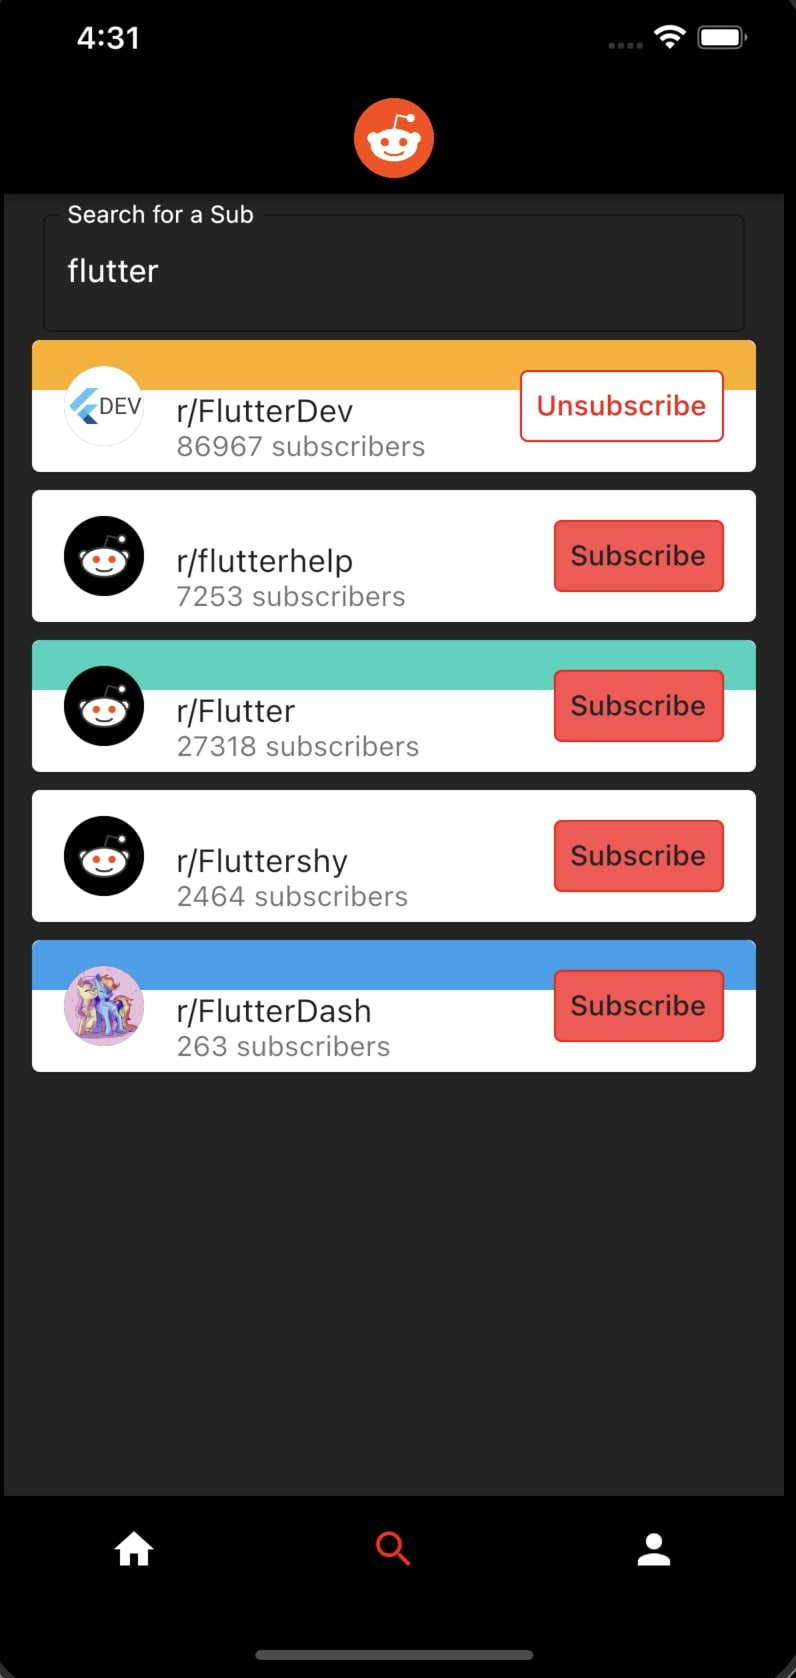 4:31
Search for a Sub
flutter
DEV
r/FlutterDev
86967 subscribers
Unsubscribe
r/flutterhelp
7253 subscribers
Subscribe
r/Flutter
27318 subscribers
Subscribe
r/Fluttershy
2464 subscribers
Subscribe
r/FlutterDash
263 subscribers
Subscribe